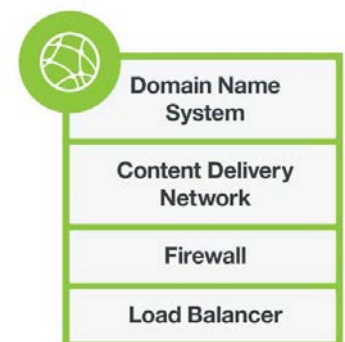 Domain Name
System
Content Delivery
Network
Firewall
Load Balancer